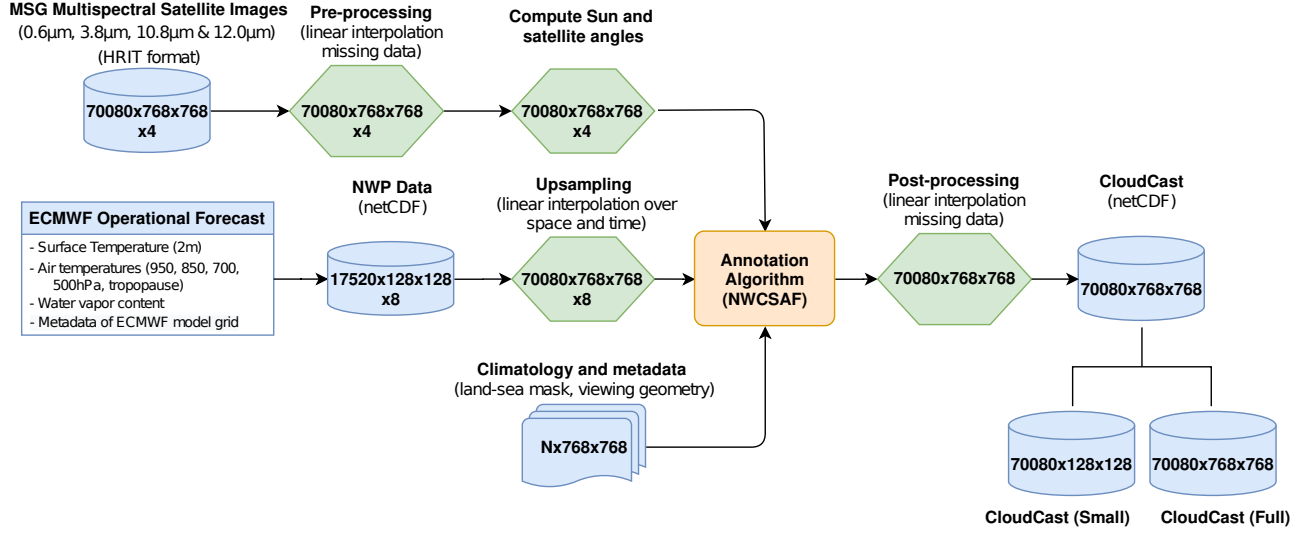 MSG Multispectral Satellite Images
(0.6μm, 3.8μm, 10.8μm & 12.0μm)
(HRIT format)
70080x768x768
x4
Pre-processing
(linear interpolation
missing data)
70080x768x768
x4
Compute Sun and
satellite angles
70080x768x768
x4
ECMWF Operational Forecast
- Surface Temperature (2m)
- Air temperatures (950, 850, 700,
500hPa, tropopause)
- Water vapor content
- Metadata of ECMWF model grid
NWP Data
(netCDF)
17520x128x128
x8
Upsampling
(linear interpolation over
space and time)
70080x768x768
x8
Climatology and metadata
(land-sea mask, viewing geometry)
Nx768x768
Annotation
Algorithm
(NWCSAF)
Post-processing
(linear interpolation
missing data)
70080x768x768
CloudCast
(netCDF)
70080x768x768
70080x128x128
CloudCast (Small)
70080x768x768
CloudCast (Full)